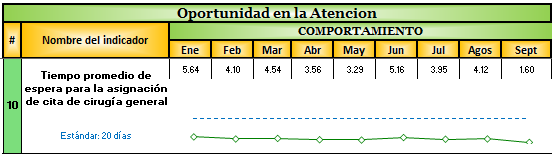 Oportunidad en la Atencion
# Nombre del indicador COMPORTAMIENTO
Ene Feb Mar Abr May Jun Jul Agos Sept
10 Tiempo promedio de espera para la asignación de cita de cirugía general 5.64 4.10 4.54 3.56 3.29 5.16 3.95 4.12 1.60
Estándar: 20 días